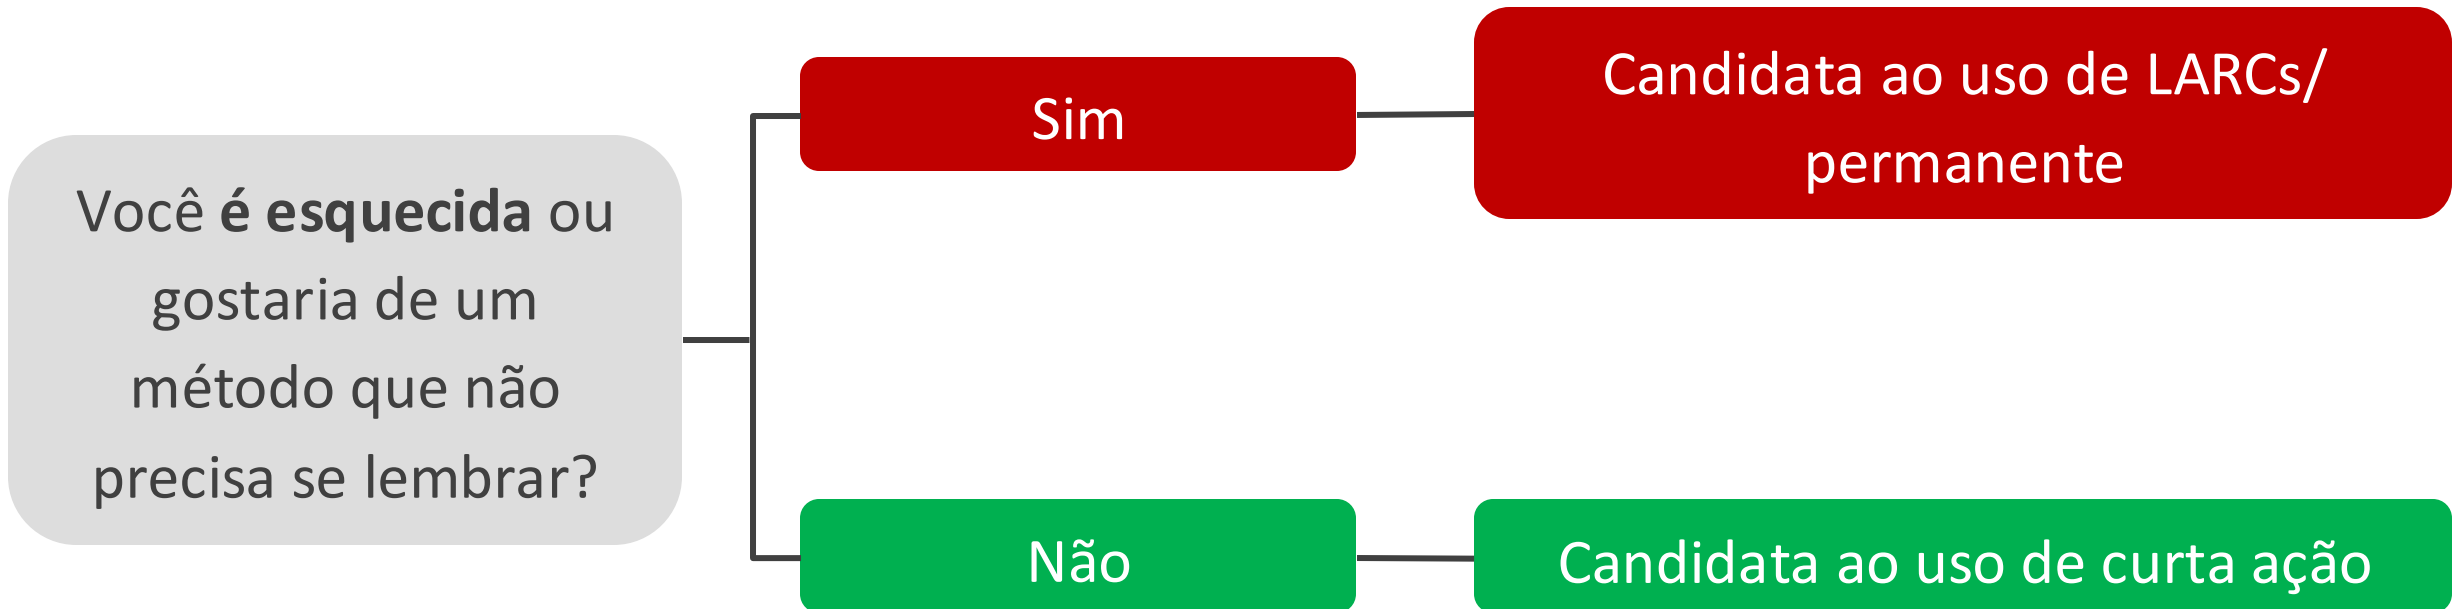 Você é esquecida ou
gostaria de um
método que não
precisa se lembrar?
Sim
Candidata ao uso de LARCs/
permanente
Não
Candidata ao uso de curta ação